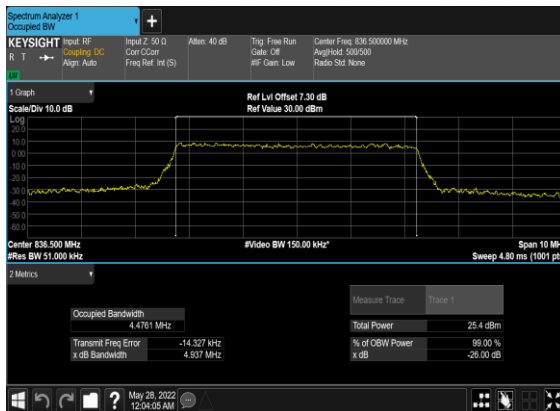 Spectrum Analyzer 1
Occupied BW
KEYSIGHT
Input: RF
Coupling: DC
Align: Auto
Input Z: 50 Ω
Corr CCorr
Freq Ref: Int (S)
Atten: 40 dB
Trig: Free Run
Gate: Off
#IF Gain: Low
Center Freq: 836.500000 MHz
Avg|Hold: 500/500
Radio Std: None
R T
1 Graph
Scale/Div 10.0 dB
Ref Lvl Offset 7.30 dB
Ref Value 30.00 dBm
Log
20.0
10.0
0.00
-10.0
-20.0
-30.0
-40.0
-50.0
-60.0
Center 836.500 MHz
#Video BW 150.00 kHz*
Span 10 MHz
#Res BW 51.000 kHz
Sweep 4.80 ms (1001 pts
2 Metrics
Occupied Bandwidth
4.4761 MHz
Transmit Freq Error -14.327 kHz
x dB Bandwidth 4.937 MHz
Measure Trace Trace 1
Total Power 25.4 dBm
% of OBW Power 99.00 %
x dB -26.00 dB
May 28, 2022
12:04:05 AM